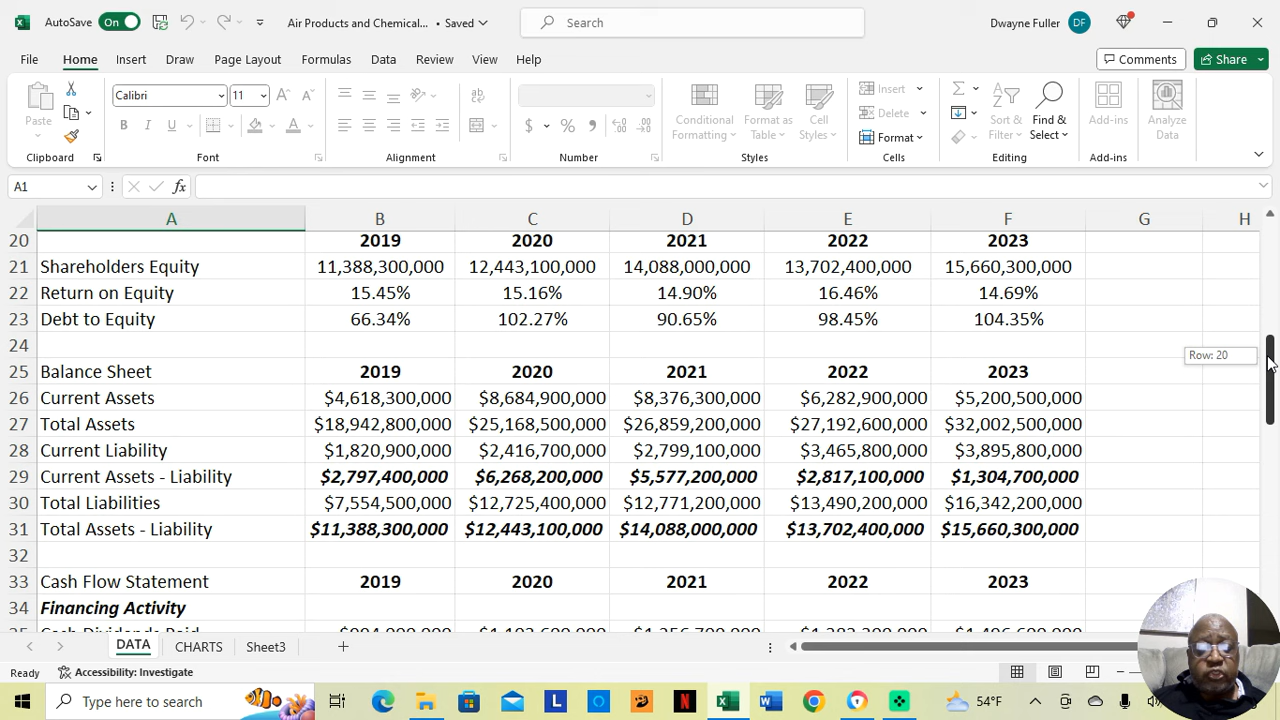 AutoSave On Air Products and Chemical... • Saved Search Dwayne Fuller DF
File Home Insert Draw Page Layout Formulas Data Review View Help Comments Share
Calibri 11
Paste Conditional Formatting Format as Table Cell Styles Insert Delete Format Sort & Filter Find & Select Add-ins Analyze Data
Clipboard Font Alignment Number Styles Cells Editing Add-ins
A1 fx
A B C D E F G H
20 2019 2020 2021 2022 2023
21 Shareholders Equity 11,388,300,000 12,443,100,000 14,088,000,000 13,702,400,000 15,660,300,000
22 Return on Equity 15.45% 15.16% 14.90% 16.46% 14.69%
23 Debt to Equity 66.34% 102.27% 90.65% 98.45% 104.35%
24 Row: 20
25 Balance Sheet 2019 2020 2021 2022 2023
26 Current Assets $4,618,300,000 $8,684,900,000 $8,376,300,000 $6,282,900,000 $5,200,500,000
27 Total Assets $18,942,800,000 $25,168,500,000 $26,859,200,000 $27,192,600,000 $32,002,500,000
28 Current Liability $1,820,900,000 $2,416,700,000 $2,799,100,000 $3,465,800,000 $3,895,800,000
29 Current Assets - Liability $2,797,400,000 $6,268,200,000 $5,577,200,000 $2,817,100,000 $1,304,700,000
30 Total Liabilities $7,554,500,000 $12,725,400,000 $12,771,200,000 $13,490,200,000 $16,342,200,000
31 Total Assets - Liability $11,388,300,000 $12,443,100,000 $14,088,000,000 $13,702,400,000 $15,660,300,000
32
33 Cash Flow Statement 2019 2020 2021 2022 2023
34 Financing Activity
DATA CHARTS Sheet3
Ready Accessibility: Investigate
Type here to search 54°F